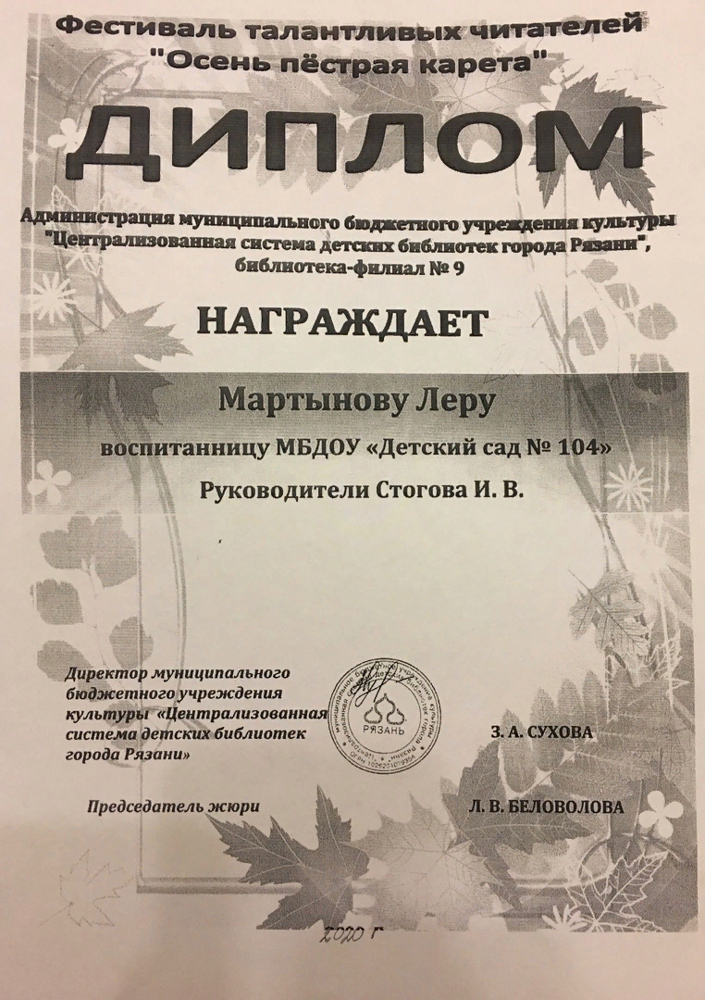 Фестиваль талантливых читателей
"Осень пёстрая карета"
ДИПЛОМ
Администрация муниципального бюджетного учреждения культуры
"Централизованная система детских библиотек города Рязани",
библиотека-филиал № 9
НАГРАЖДАЕТ
Мартынову Леру
воспитанницу МБДОУ «Детский сад № 104»
Руководители Стогова И. В.
Директор муниципального
бюджетного учреждения
культуры «Централизованная
система детских библиотек
города Рязани»
РЯЗАНЬ
З. А. СУХОВА
Председатель жюри
Л. В. БЕЛОВОЛОВА
2020 г